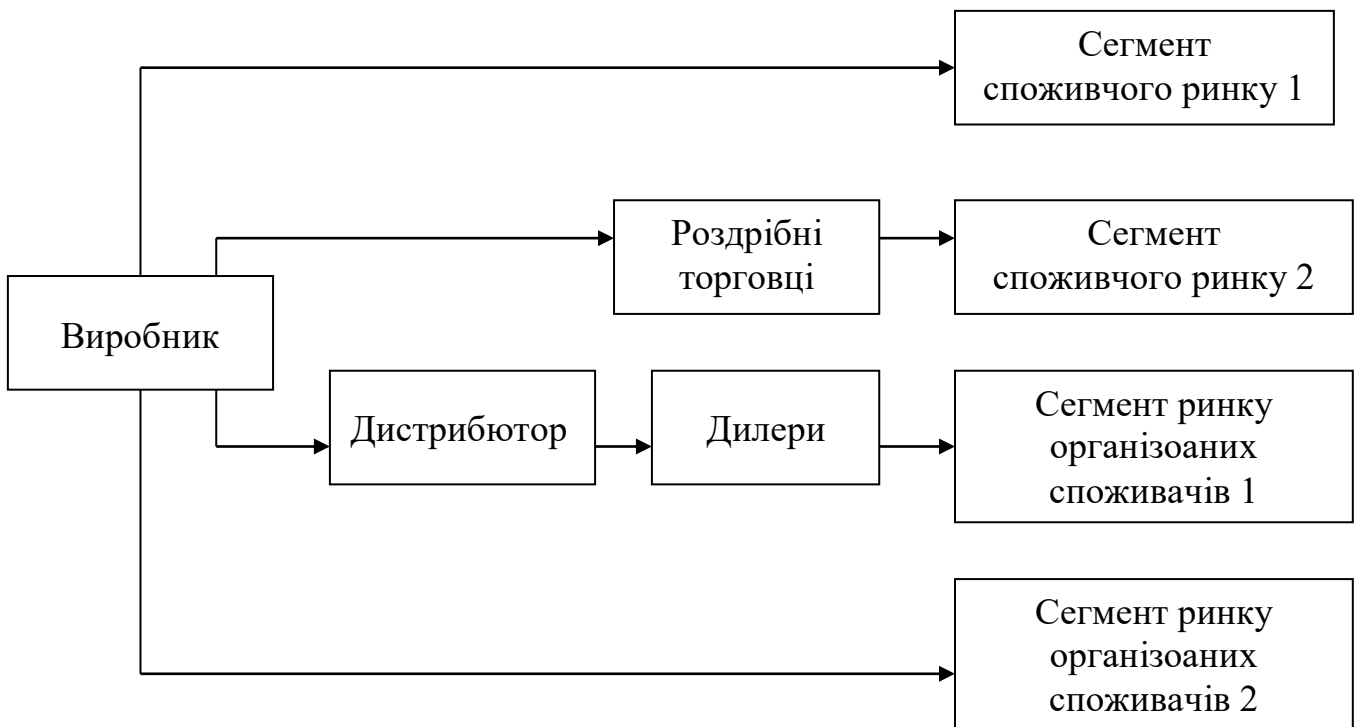 Сегмент
споживчого ринку 1
Роздрібні
торговці
Сегмент
споживчого ринку 2
Виробник
Дистрибютор
Дилери
Сегмент ринку
організоаних
споживачів 1
Сегмент ринку
організоаних
споживачів 2